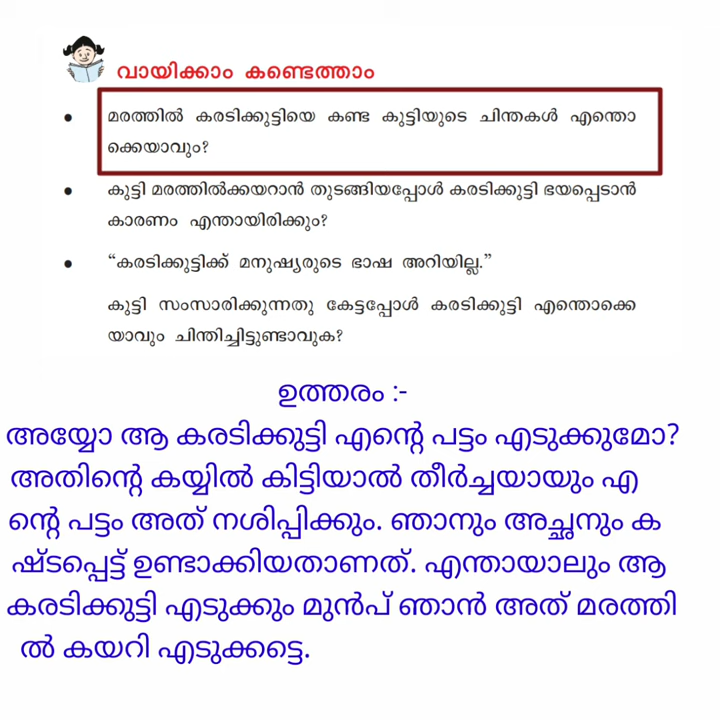 വായിക്കാം കണ്ടെത്താം
• മരത്തിൽ കരടിക്കുട്ടിയെ കണ്ട കുട്ടിയുടെ ചിന്തകൾ എന്തൊ
ക്കെയാവും?
• കുട്ടി മരത്തിൽക്കയറാൻ തുടങ്ങിയപ്പോൾ കരടിക്കുട്ടി ഭയപ്പെടാൻ
കാരണം എന്തായിരിക്കും?
• “കരടിക്കുട്ടിക്ക് മനുഷ്യരുടെ ഭാഷ അറിയില്ല.”
കുട്ടി സംസാരിക്കുന്നതു കേട്ടപ്പോൾ കരടിക്കുട്ടി എന്തൊക്കെ
യാവും ചിന്തിച്ചിട്ടുണ്ടാവുക?
ഉത്തരം :-
അയ്യോ ആ കരടിക്കുട്ടി എന്റെ പട്ടം എടുക്കുമോ?
അതിന്റെ കയ്യിൽ കിട്ടിയാൽ തീർച്ചയായും എ
ന്റെ പട്ടം അത് നശിപ്പിക്കും. ഞാനും അച്ഛനും ക
ഷ്ടപ്പെട്ട് ഉണ്ടാക്കിയതാണത്. എന്തായാലും ആ
കരടിക്കുട്ടി എടുക്കും മുൻപ് ഞാൻ അത് മരത്തി
ൽ കയറി എടുക്കട്ടെ.